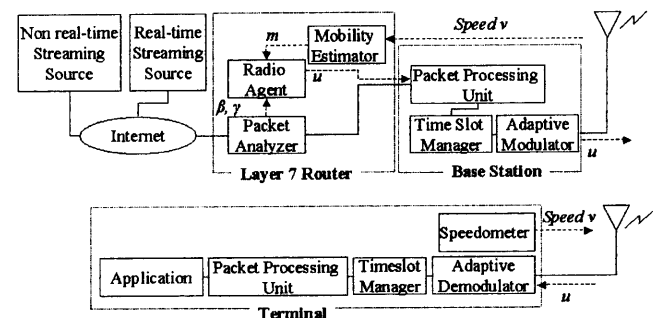 Non real-time
Streaming
Source
Real-time
Streaming
Source
Internet
m
Mobility
Estimator
Speed v
Radio
Agent
u
β, γ
Packet
Analyzer
Layer 7 Router
Packet Processing
Unit
Time Slot
Manager
Adaptive
Modulator
u
Base Station
Speed v
Speedometer
Application
Packet Processing
Unit
Timeslot
Manager
Adaptive
Demodulator
u
Terminal